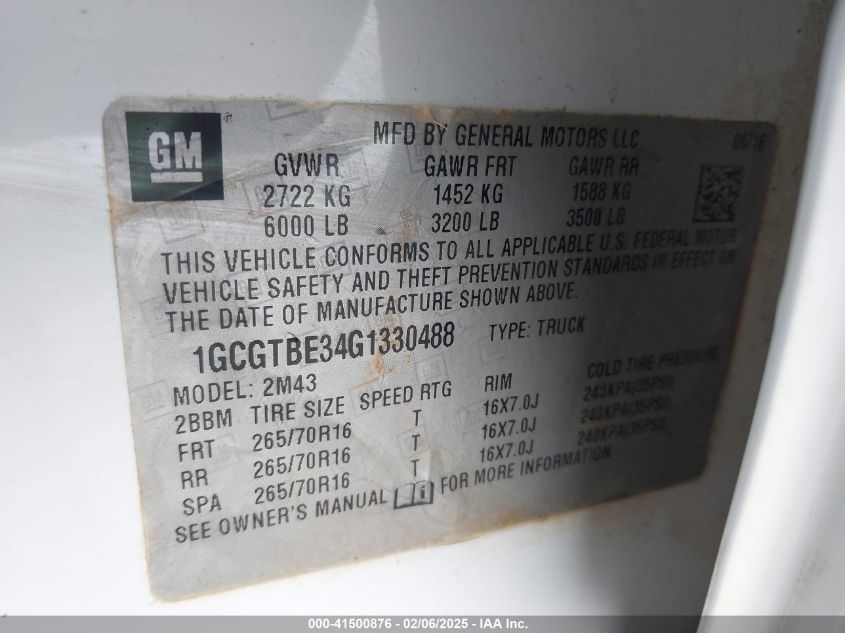 GM ®
MFD BY GENERAL MOTORS LLC 06/16
GVWR GAWR FRT GAWR RR
2722 KG 1452 KG 1588 KG
6000 LB 3200 LB 3500 LB
THIS VEHICLE CONFORMS TO ALL APPLICABLE U.S. FEDERAL MOTOR
VEHICLE SAFETY AND THEFT PREVENTION STANDARDS IN EFFECT ON
THE DATE OF MANUFACTURE SHOWN ABOVE.
1GCGTBE34G1330488 TYPE: TRUCK
MODEL: 2M43
2BBM TIRE SIZE SPEED RTG RIM COLD TIRE PRESSURE
FRT 265/70R16 T 16X7.0J 240KPA(35PSI)
RR 265/70R16 T 16X7.0J 240KPA(35PSI)
SPA 265/70R16 T 16X7.0J 240KPA(35PSI)
SEE OWNER'S MANUAL FOR MORE INFORMATION.
000-41500876 - 02/06/2025 - IAA Inc.